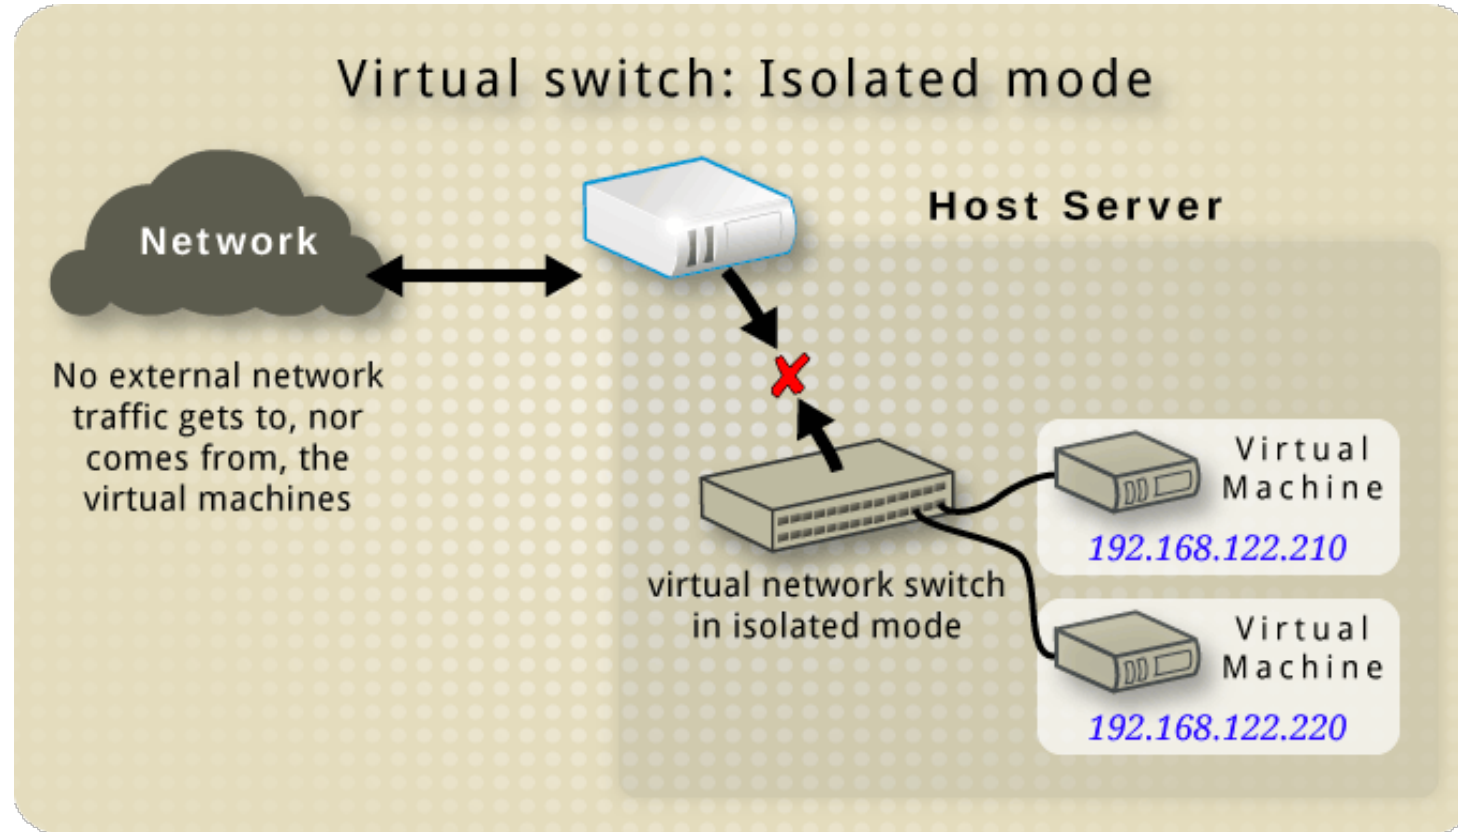 Virtual switch: Isolated mode
Host Server
Network
No external network
traffic gets to, nor
comes from, the
virtual machines
virtual network switch
in isolated mode
Virtual
Machine
192.168.122.210
Virtual
Machine
192.168.122.220